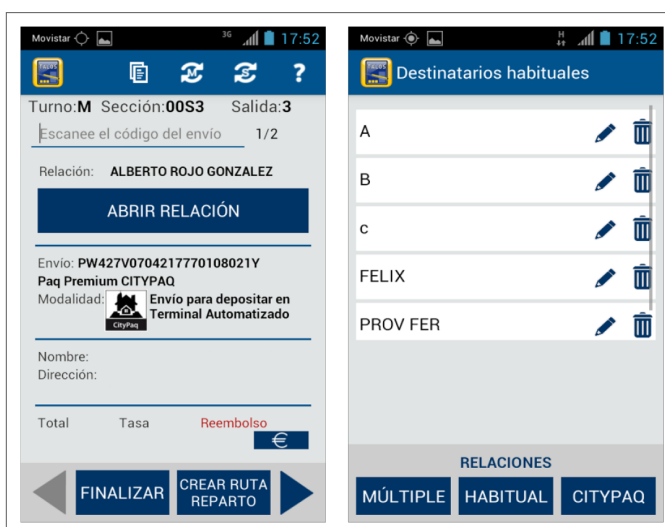 Movistar 3G 17:52
TPLUS
Turno:M Sección:00S3 Salida:3
Escanee el código del envío 1/2
Relación: ALBERTO ROJO GONZALEZ
ABRIR RELACIÓN
Envío: PW427V0704217770108021Y
Paq Premium CITYPAQ
Modalidad: Envío para depositar en
Terminal Automatizado
CityPaq
Nombre:
Dirección:
Total Tasa Reembolso
€
FINALIZAR CREAR RUTA
REPARTO
Movistar H 17:52
Destinatarios habituales
A
B
c
FELIX
PROV FER
RELACIONES
MÚLTIPLE HABITUAL CITYPAQ